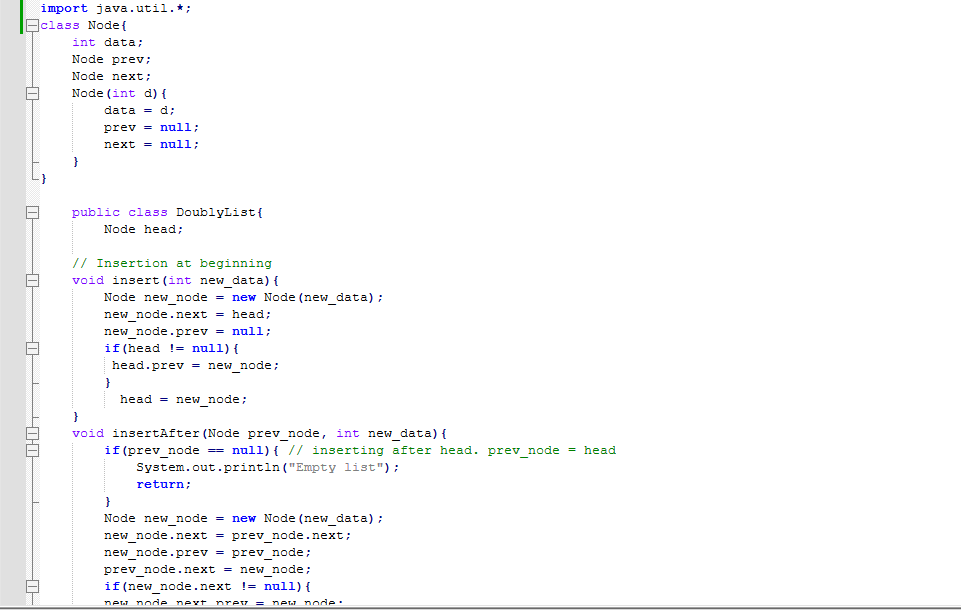 import java.util.*;
class Node{
    int data;
    Node prev;
    Node next;
    Node(int d){
        data = d;
        prev = null;
        next = null;
    }
}
    public class DoublyList{
        Node head;
    // Insertion at beginning
    void insert(int new_data){
        Node new_node = new Node(new_data);
        new_node.next = head;
        new_node.prev = null;
        if(head != null){
         head.prev = new_node;
        }
          head = new_node;
    }
    void insertAfter(Node prev_node, int new_data){
        if(prev_node == null){ // inserting after head. prev_node = head
            System.out.println("Empty list");
            return;
        }
        Node new_node = new Node(new_data);
        new_node.next = prev_node.next;
        new_node.prev = prev_node;
        prev_node.next = new_node;
        if(new_node.next != null){
        new_node.next.prev = new_node;